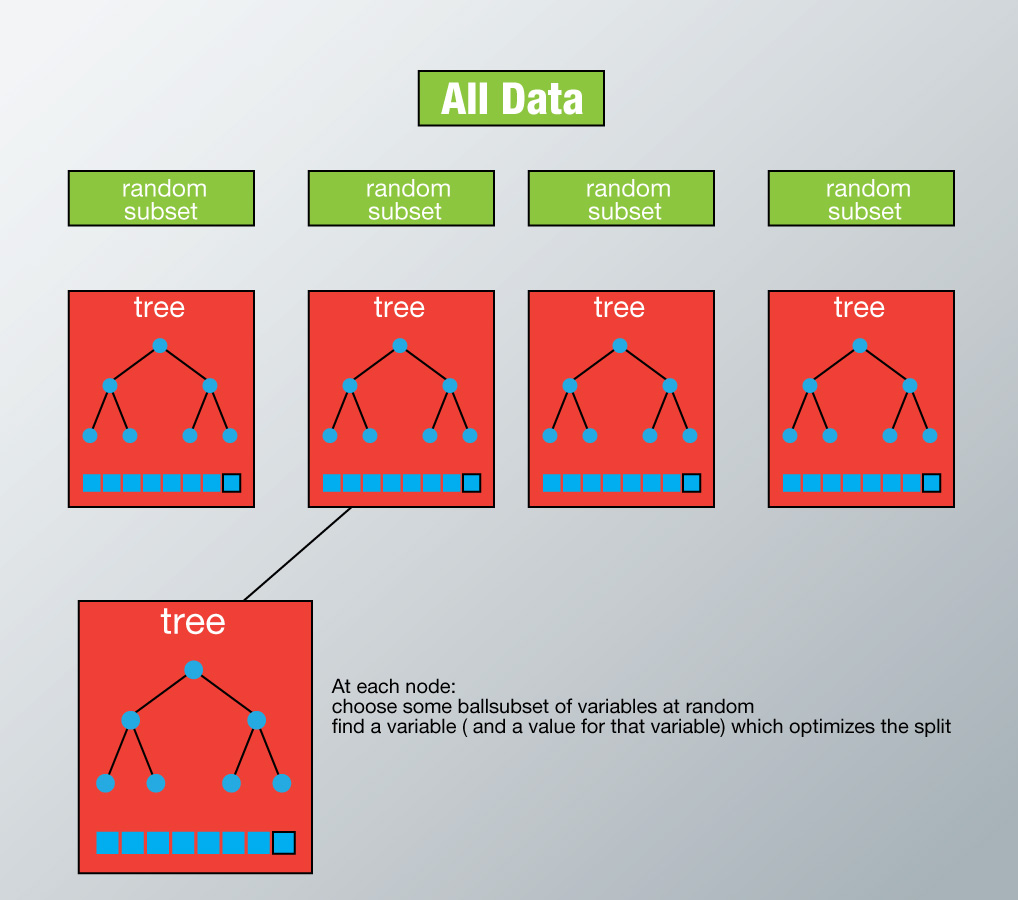 All Data
random
subset
random
subset
random
subset
random
subset
tree
tree
tree
tree
tree
At each node:
choose some ballsubset of variables at random
find a variable ( and a value for that variable) which optimizes the split